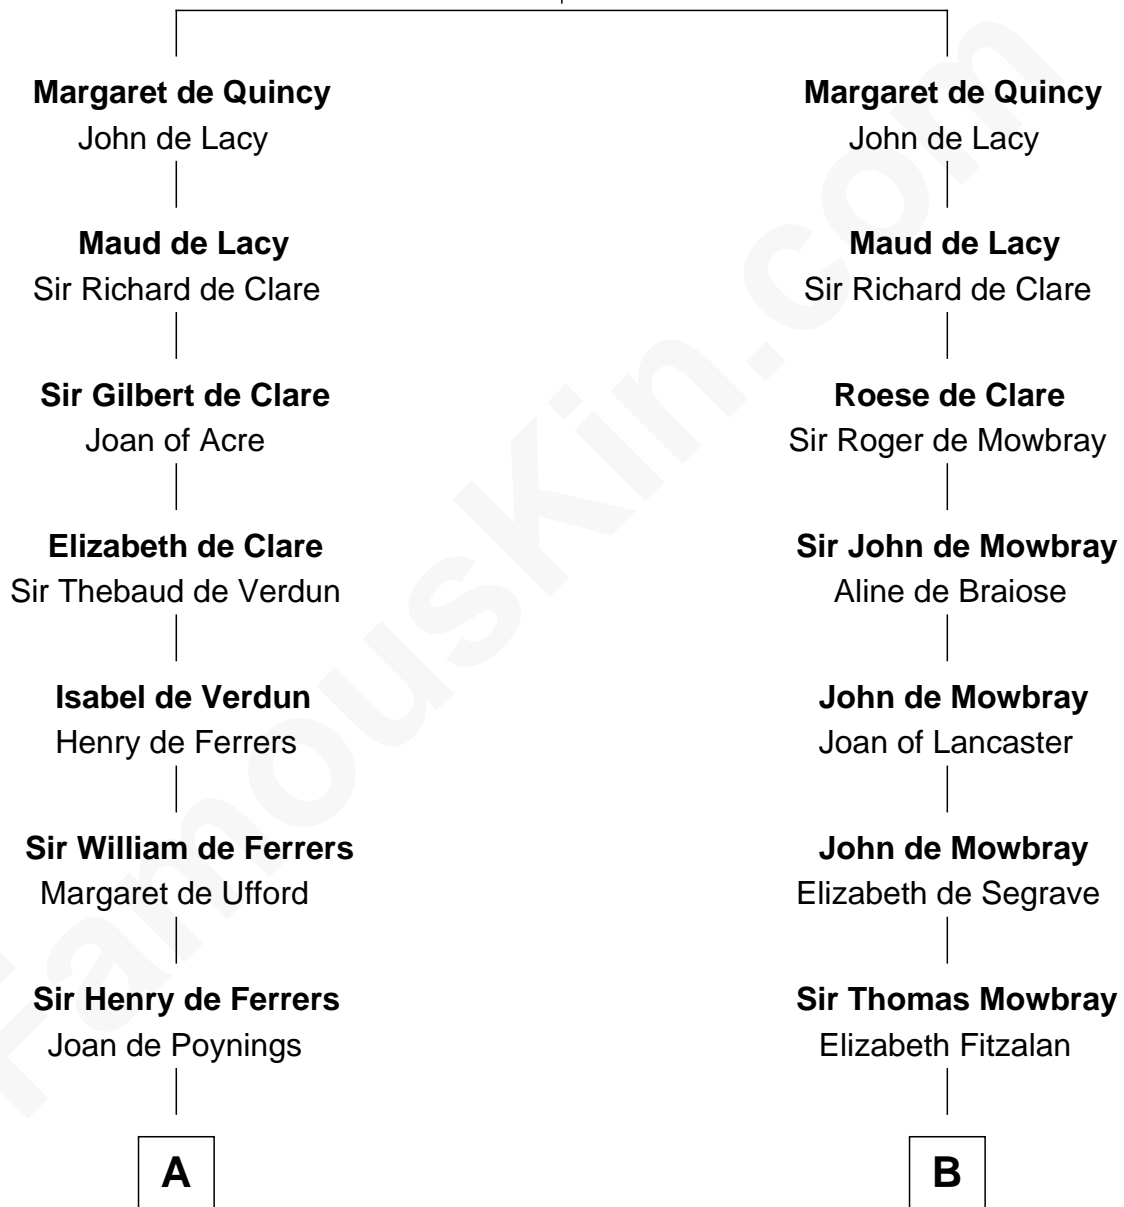 Margaret de Quincy
John de Lacy
Maud de Lacy
Sir Richard de Clare
Sir Gilbert de Clare
Joan of Acre
Elizabeth de Clare
Sir Thebaud de Verdun
Isabel de Verdun
Henry de Ferrers
Sir William de Ferrers
Margaret de Ufford
Sir Henry de Ferrers
Joan de Poynings
A
Margaret de Quincy
John de Lacy
Maud de Lacy
Sir Richard de Clare
Roese de Clare
Sir Roger de Mowbray
Sir John de Mowbray
Aline de Braiose
John de Mowbray
Joan of Lancaster
John de Mowbray
Elizabeth de Segrave
Sir Thomas Mowbray
Elizabeth Fitzalan
B
FamousKin.com